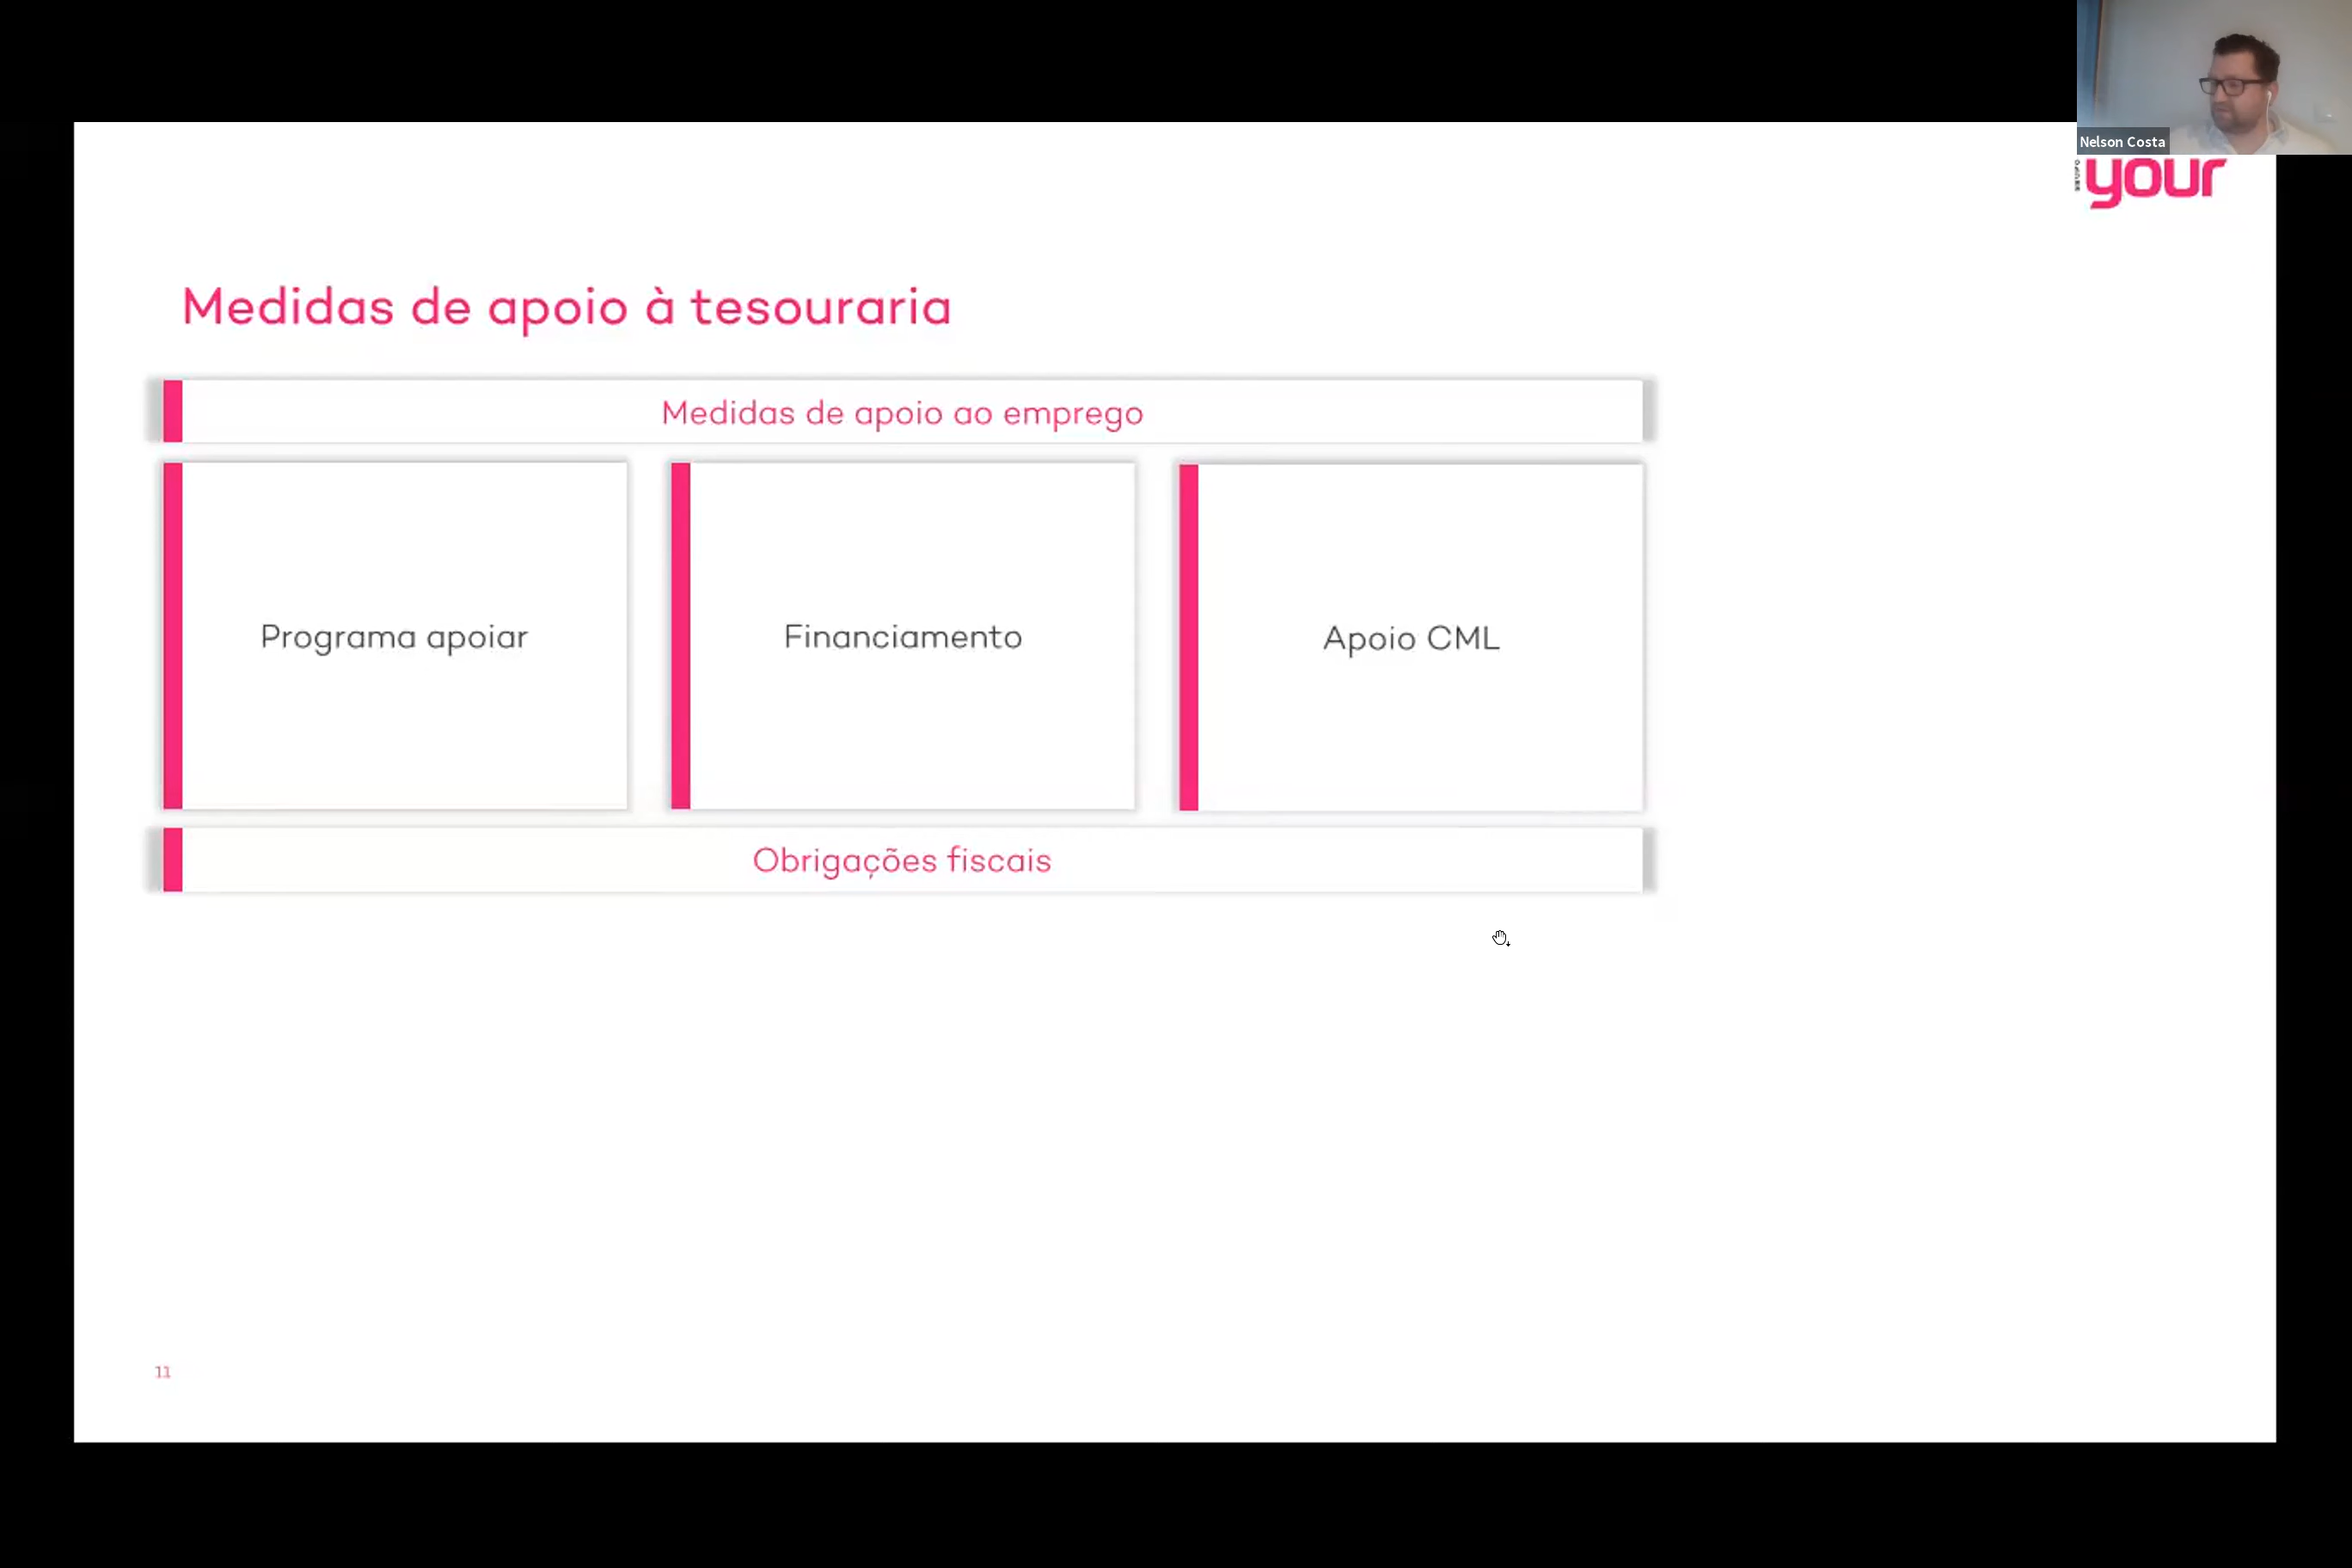 Nelson Costa
your
Medidas de apoio à tesouraria
Medidas de apoio ao emprego
Programa apoiar
Financiamento
Apoio CML
Obrigações fiscais
11